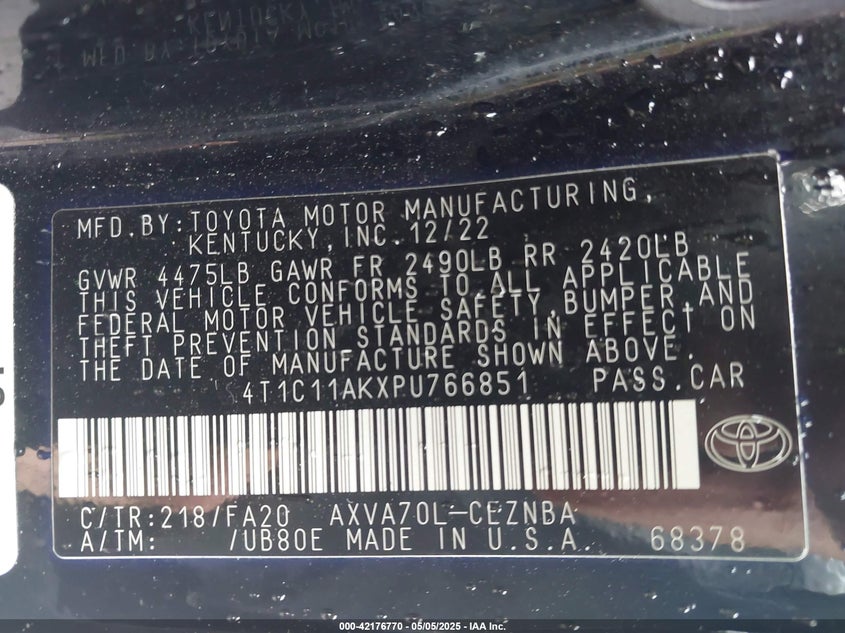 MFD.BY:TOYOTA MOTOR MANUFACTURING,
KENTUCKY,INC.12/22
GVWR 4475LB GAWR FR 2490LB RR 2420LB
THIS VEHICLE CONFORMS TO ALL APPLICABLE
FEDERAL MOTOR VEHICLE SAFETY,BUMPER,AND
THEFT PREVENTION STANDARDS IN EFFECT ON
THE DATE OF MANUFACTURE SHOWN ABOVE.
4T1C11AKXPU766851 PASS.CAR
C/TR:218/FA20 AXVA70L-CEZNBA
A/TM: /UB80E MADE IN U.S.A. 68378
000-42176770 - 05/05/2025 - IAA Inc.